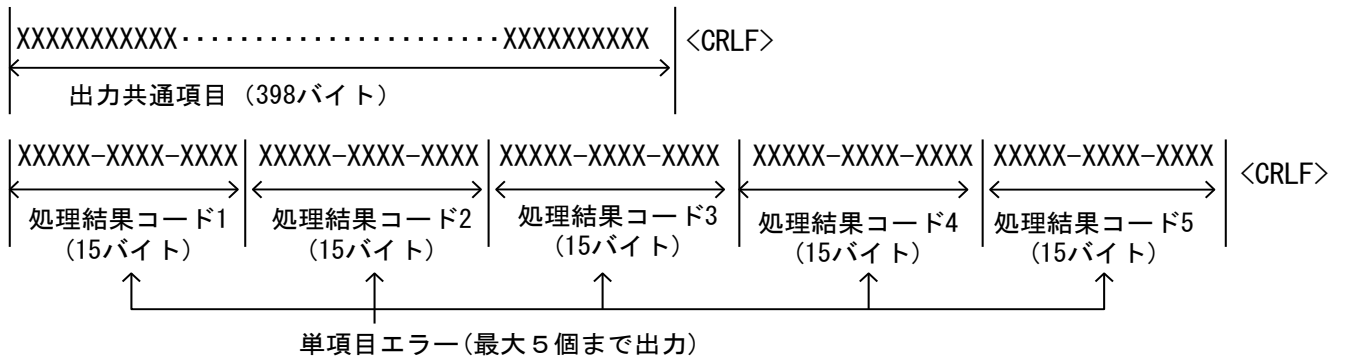 XXXXXXXXXXX······················XXXXXXXXXX <CRLF>
出力共通項目 (398バイト)
XXXXX-XXXX-XXXX XXXXX-XXXX-XXXX XXXXX-XXXX-XXXX XXXXX-XXXX-XXXX XXXXX-XXXX-XXXX <CRLF>
処理結果コード1 処理結果コード2 処理結果コード3 処理結果コード4 処理結果コード5
(15バイト) (15バイト) (15バイト) (15バイト) (15バイト)
単項目エラー(最大5個まで出力)